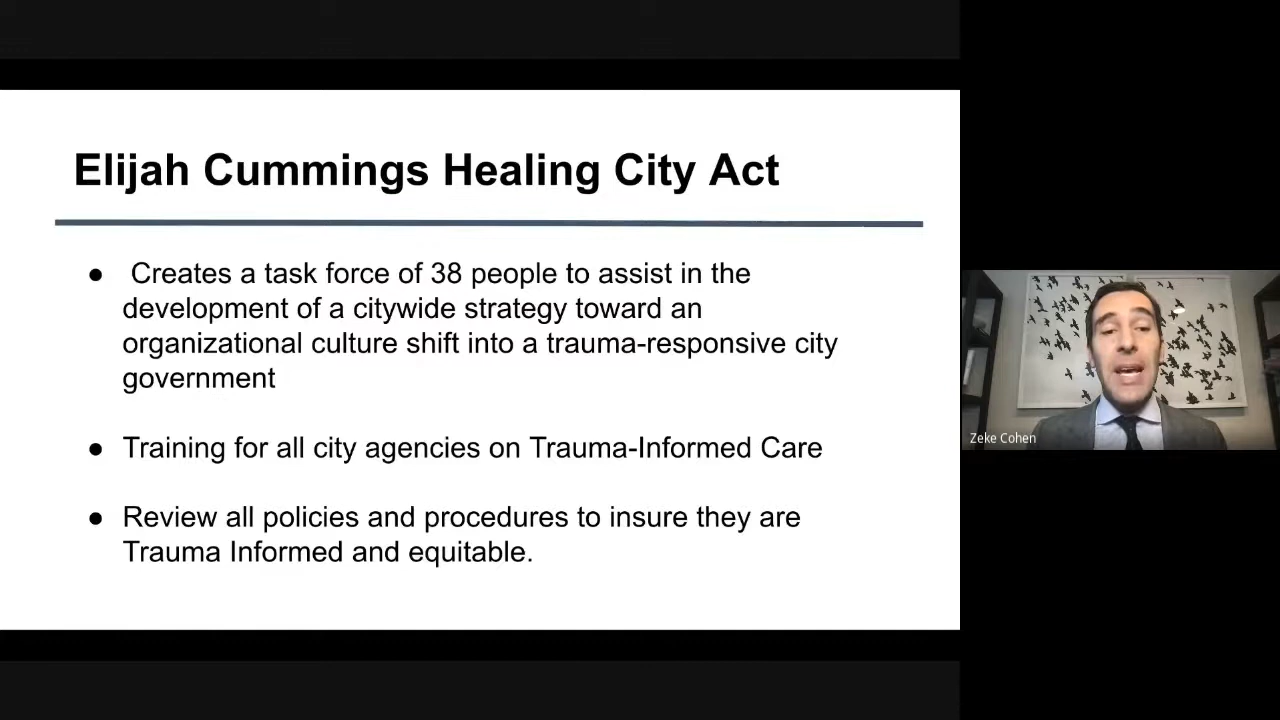 Elijah Cummings Healing City Act
● Creates a task force of 38 people to assist in the
development of a citywide strategy toward an
organizational culture shift into a trauma-responsive city
government
● Training for all city agencies on Trauma-Informed Care
● Review all policies and procedures to insure they are
Trauma Informed and equitable.
Zeke Cohen